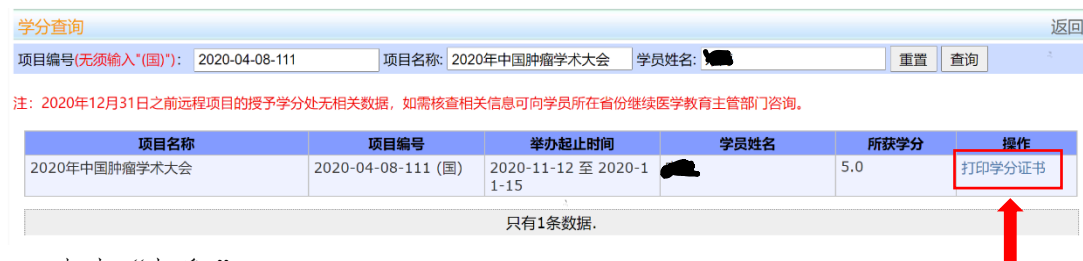 学分查询 返回
项目编号(无须输入"(国)"): 2020-04-08-111 项目名称: 2020年中国肿瘤学术大会 学员姓名: 重置 查询
注：2020年12月31日之前远程项目的授予学分处无相关数据，如需核查相关信息可向学员所在省份继续医学教育主管部门咨询。
项目名称 项目编号 举办起止时间 学员姓名 所获学分 操作
2020年中国肿瘤学术大会 2020-04-08-111 (国) 2020-11-12 至 2020-1 5.0 打印学分证书
1-15
只有1条数据.